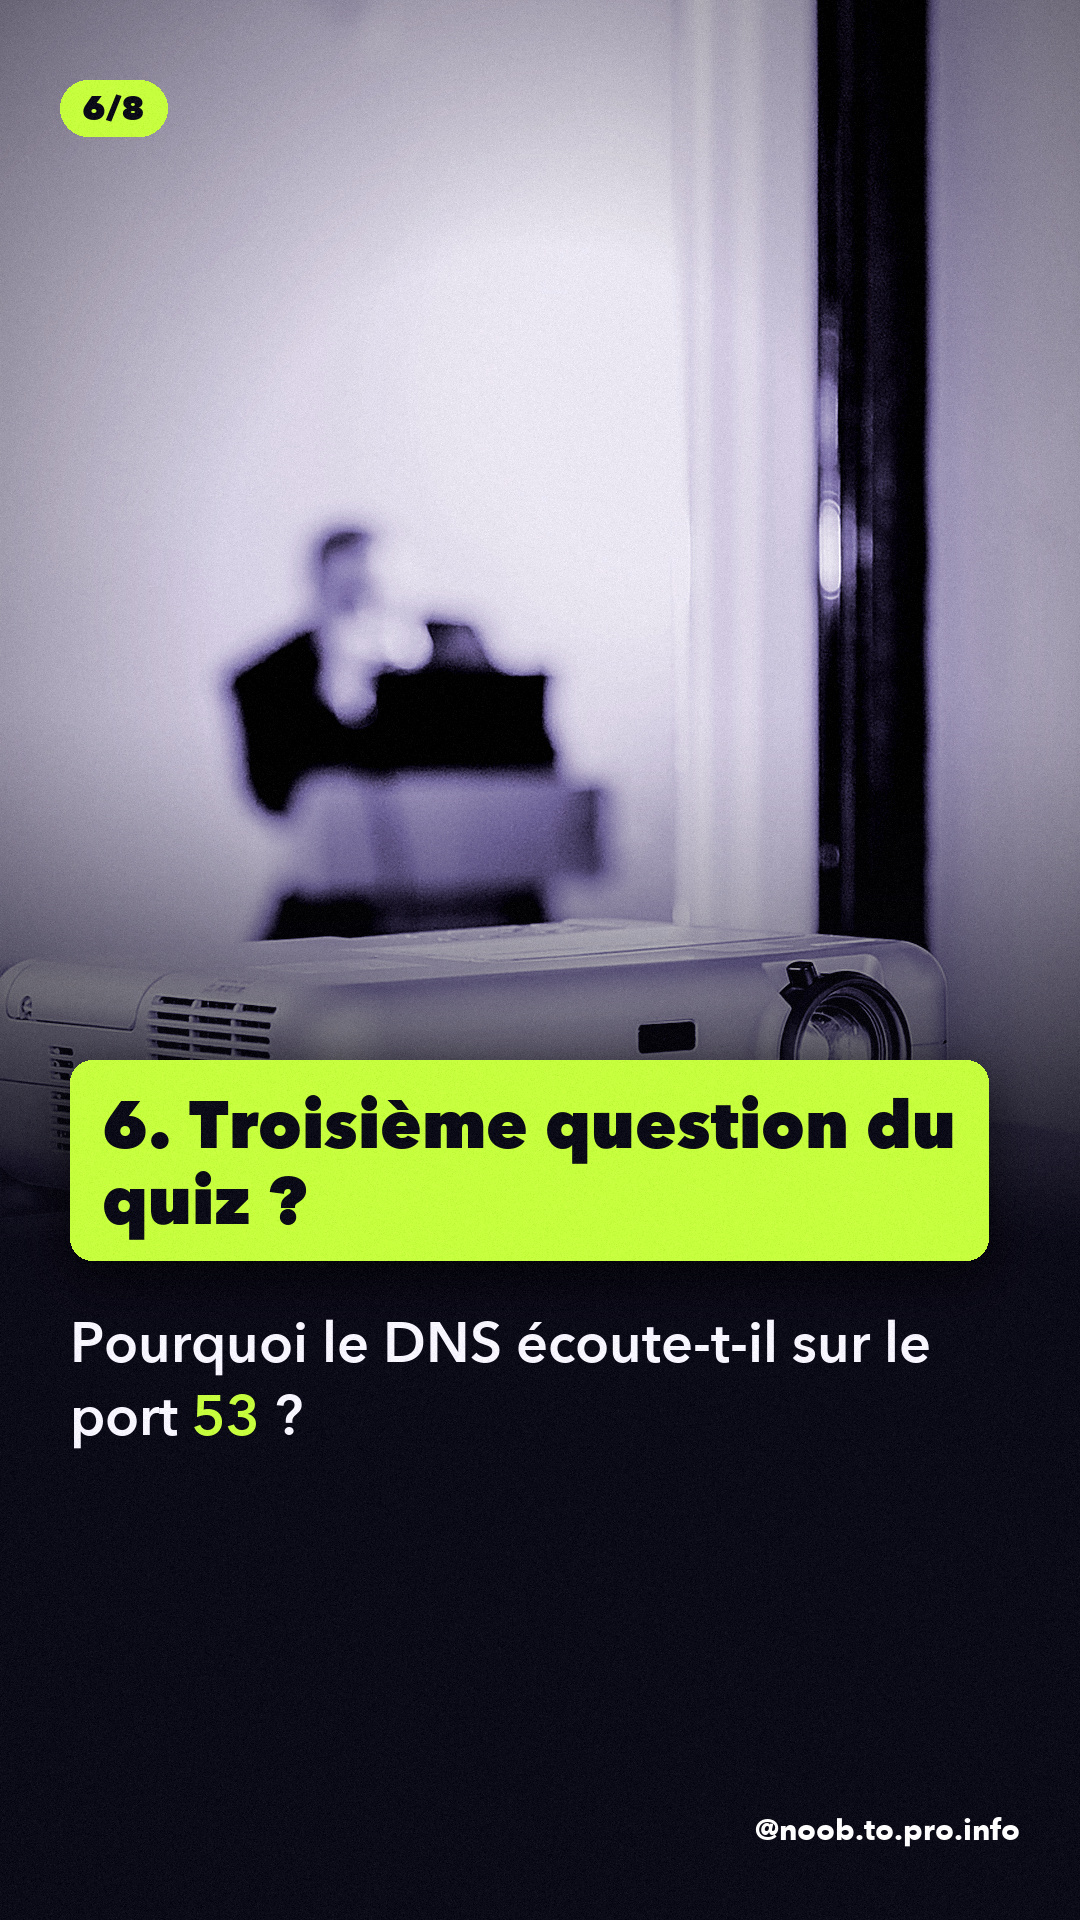 6/8
6. Troisième question du
quiz ?
Pourquoi le DNS écoute-t-il sur le
port 53 ?
@noob.to.pro.info